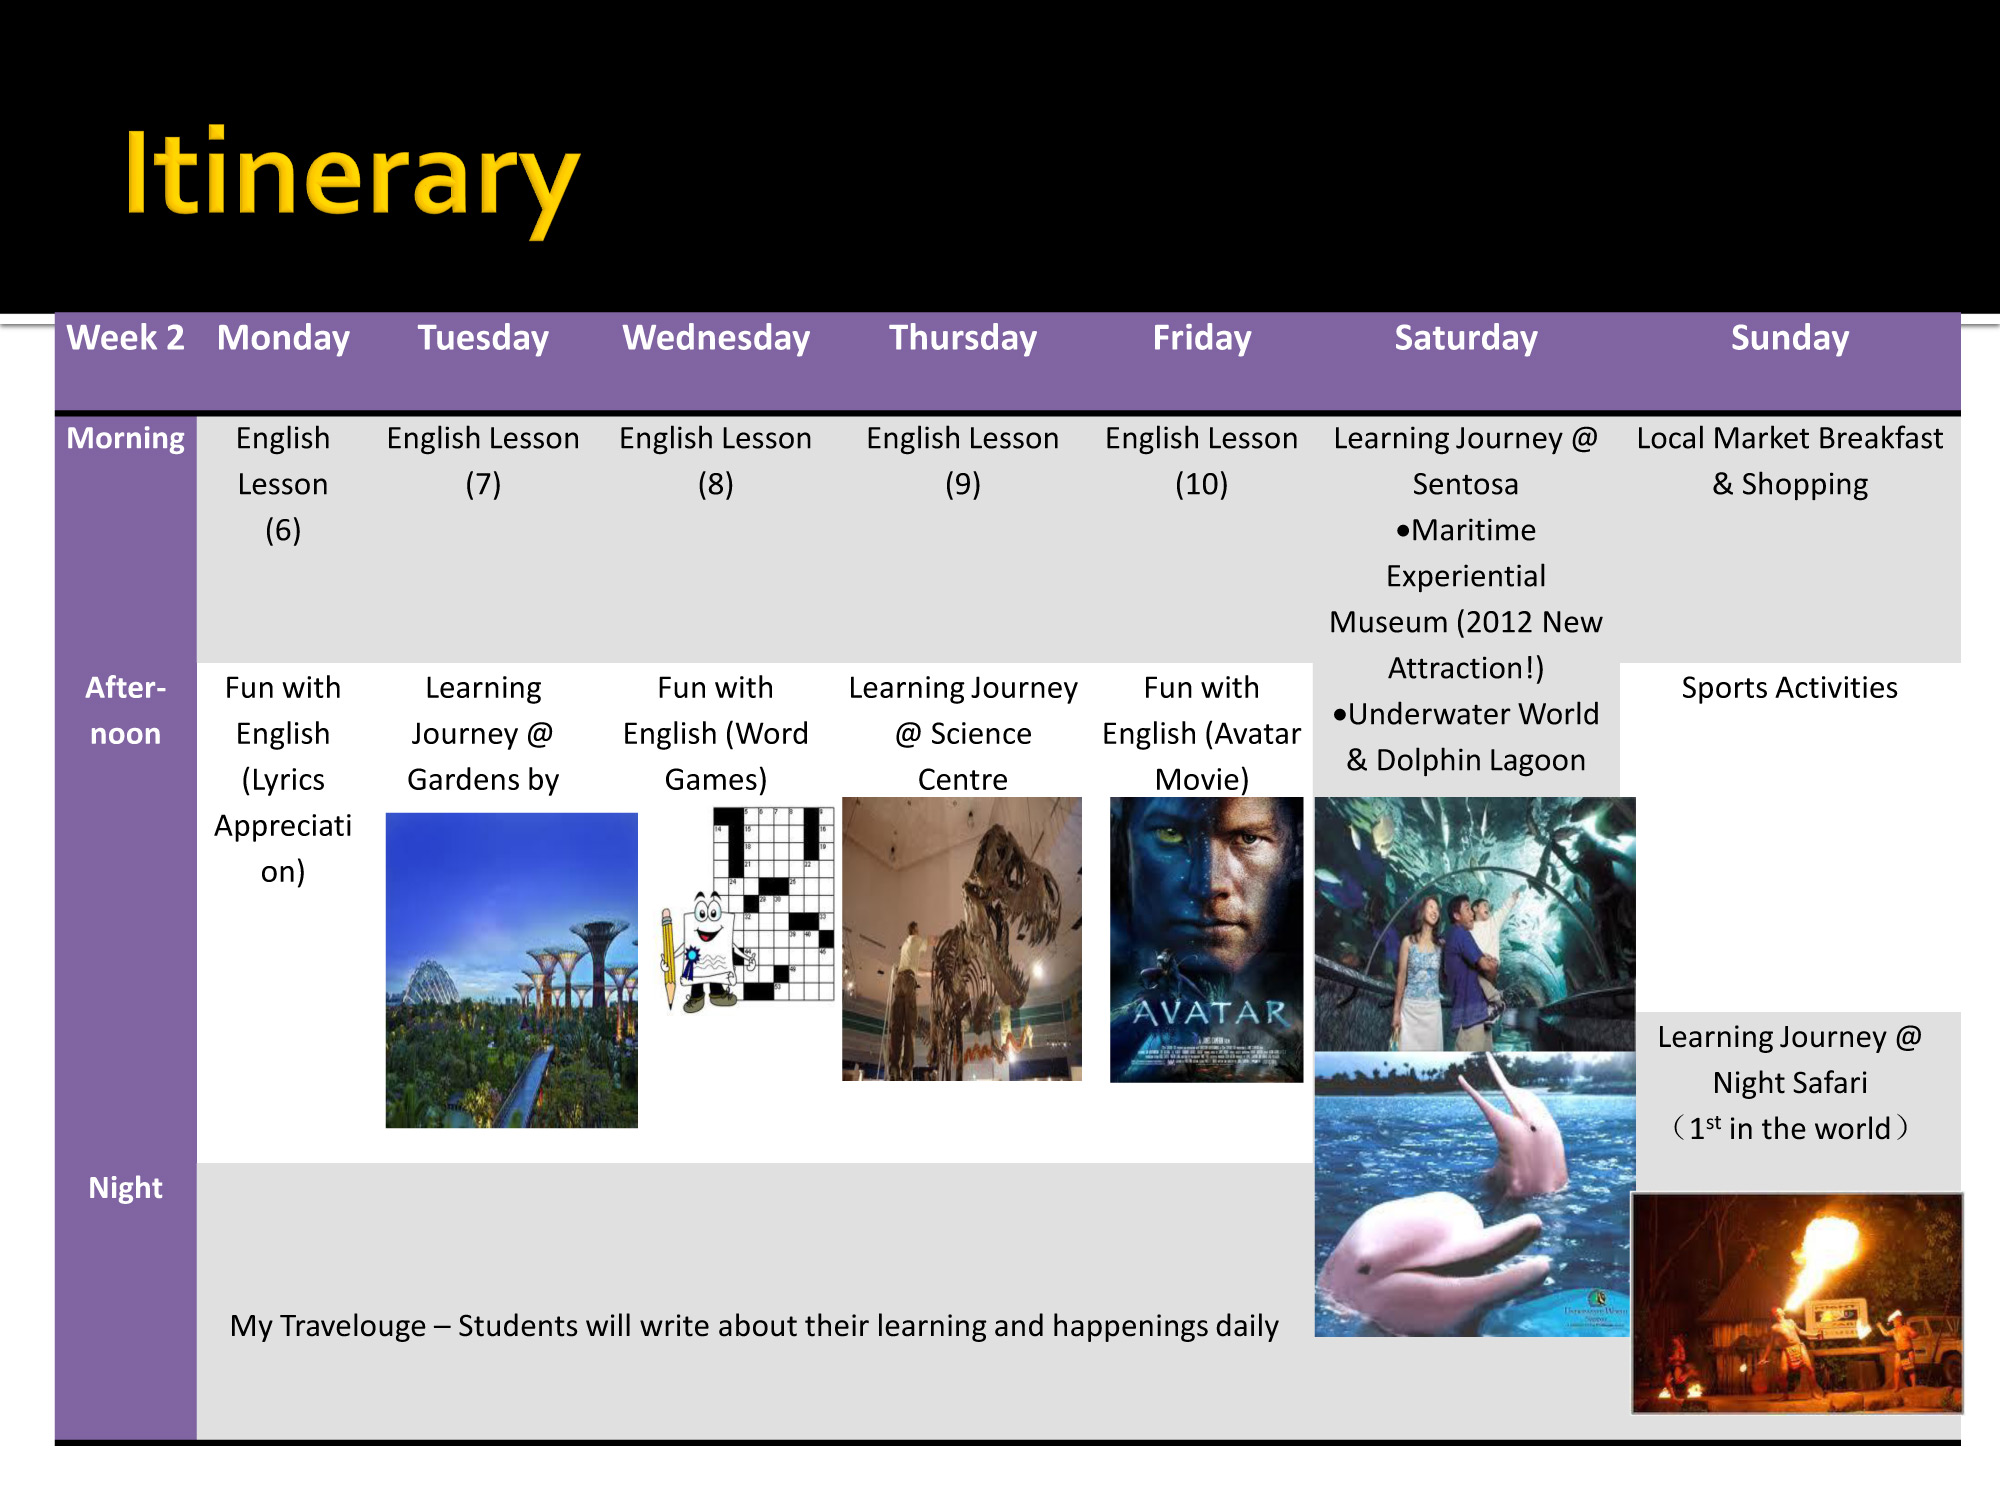 Itinerary
Week 2 Monday Tuesday Wednesday Thursday Friday Saturday Sunday
Morning
English
Lesson
(6)
English Lesson
(7)
English Lesson
(8)
English Lesson
(9)
English Lesson
(10)
Learning Journey @
Sentosa
•Maritime
Experiential
Museum (2012 New
Attraction!)
•Underwater World
& Dolphin Lagoon
Local Market Breakfast
& Shopping
After-
noon
Fun with
English
(Lyrics
Appreciati
on)
Learning
Journey @
Gardens by
Fun with
English (Word
Games)
Learning Journey
@ Science
Centre
Fun with
English (Avatar
Movie)
AVATAR
Sports Activities
Learning Journey @
Night Safari
（1st in the world）
Night
My Travelouge – Students will write about their learning and happenings daily